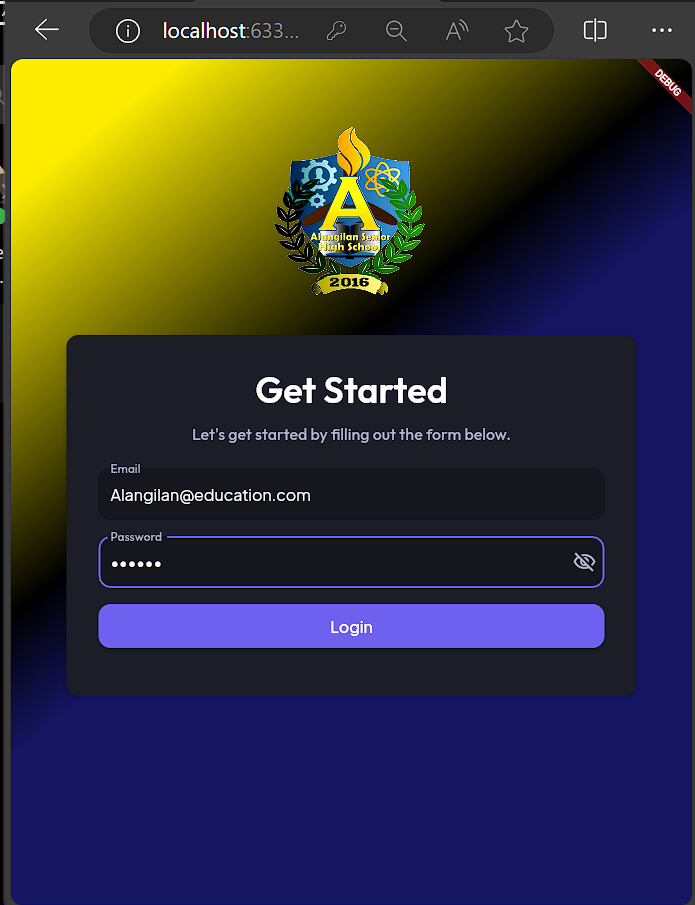 localhost:633...
DEBUG
A
Alangilan Senior
High School
2016
Get Started
Let's get started by filling out the form below.
Email
Alangilan@education.com
Password
Login